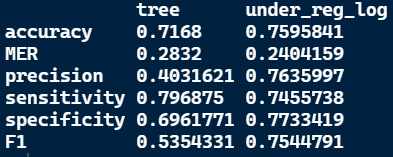 tree under_reg_log
accuracy 0.7168 0.7595841
MER 0.2832 0.2404159
precision 0.4031621 0.7635997
sensitivity 0.796875 0.7455738
specificity 0.6961771 0.7733419
F1 0.5354331 0.7544791